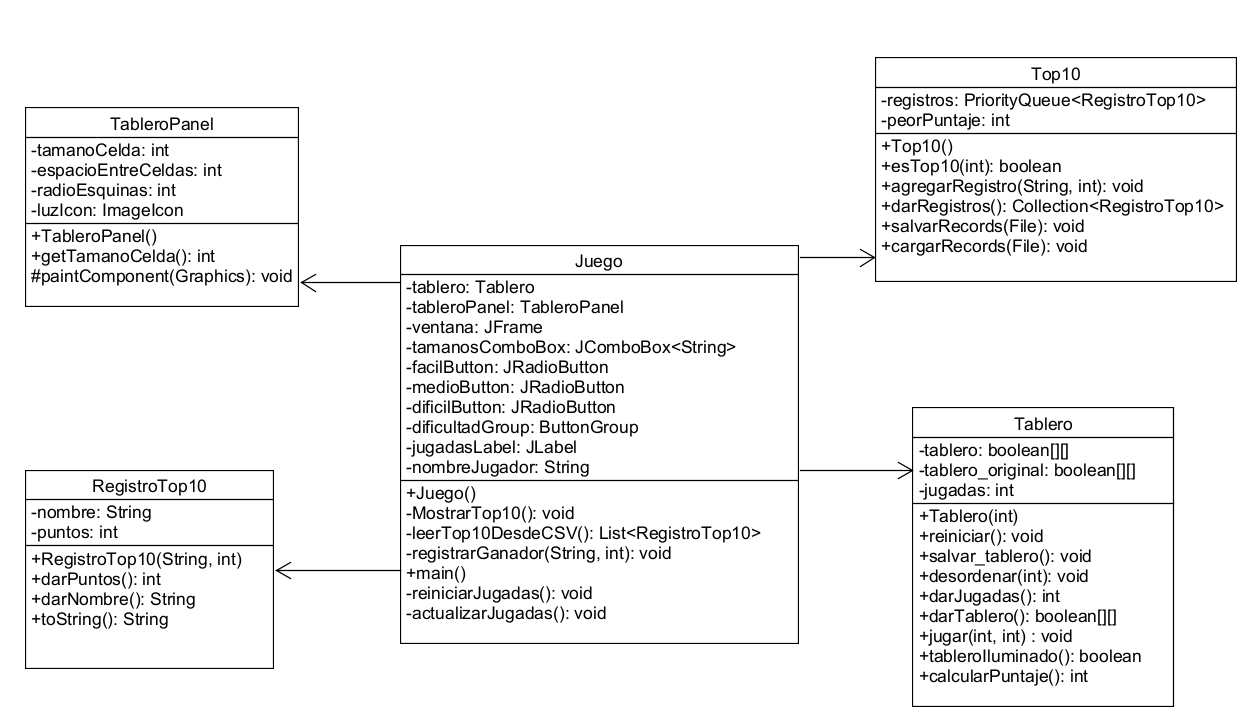 TableroPanel
-tamanoCelda: int
-espacioEntreCeldas: int
-radioEsquinas: int
-luzIcon: ImageIcon
+TableroPanel()
+getTamanoCelda(): int
#paintComponent(Graphics): void
RegistroTop10
-nombre: String
-puntos: int
+RegistroTop10(String, int)
+darPuntos(): int
+darNombre(): String
+toString(): String
Juego
-tablero: Tablero
-tableroPanel: TableroPanel
-ventana: JFrame
-tamanosComboBox: JComboBox<String>
-facilButton: JRadioButton
-medioButton: JRadioButton
-dificilButton: JRadioButton
-dificultadGroup: ButtonGroup
-jugadasLabel: JLabel
-nombreJugador: String
+Juego()
-MostrarTop10(): void
-leerTop10DesdeCSV(): List<RegistroTop10>
-registrarGanador(String, int): void
+main()
-reiniciarJugadas(): void
-actualizarJugadas(): void
Top10
-registros: PriorityQueue<RegistroTop10>
-peorPuntaje: int
+Top10()
+esTop10(int): boolean
+agregarRegistro(String, int): void
+darRegistros(): Collection<RegistroTop10>
+salvarRecords(File): void
+cargarRecords(File): void
Tablero
-tablero: boolean[][]
-tablero_original: boolean[][]
-jugadas: int
+Tablero(int)
+reiniciar(): void
+salvar_tablero(): void
+desordenar(int): void
+darJugadas(): int
+darTablero(): boolean[][]
+jugar(int, int) : void
+tableroIluminado(): boolean
+calcularPuntaje(): int